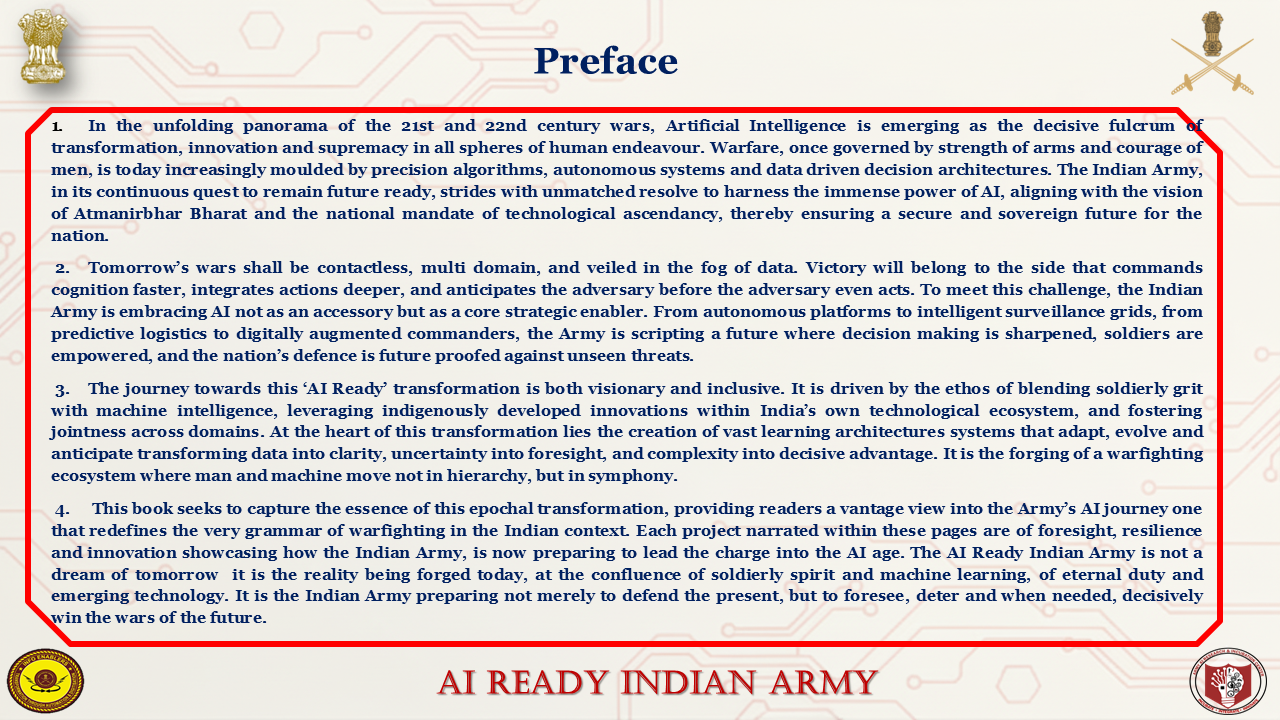 Preface
1. In the unfolding panorama of the 21st and 22nd century wars, Artificial Intelligence is emerging as the decisive fulcrum of
transformation, innovation and supremacy in all spheres of human endeavour. Warfare, once governed by strength of arms and courage of
men, is today increasingly moulded by precision algorithms, autonomous systems and data driven decision architectures. The Indian Army,
in its continuous quest to remain future ready, strides with unmatched resolve to harness the immense power of AI, aligning with the vision
of Atmanirbhar Bharat and the national mandate of technological ascendancy, thereby ensuring a secure and sovereign future for the
nation.
2. Tomorrow’s wars shall be contactless, multi domain, and veiled in the fog of data. Victory will belong to the side that commands
cognition faster, integrates actions deeper, and anticipates the adversary before the adversary even acts. To meet this challenge, the Indian
Army is embracing AI not as an accessory but as a core strategic enabler. From autonomous platforms to intelligent surveillance grids, from
predictive logistics to digitally augmented commanders, the Army is scripting a future where decision making is sharpened, soldiers are
empowered, and the nation’s defence is future proofed against unseen threats.
3. The journey towards this ‘AI Ready’ transformation is both visionary and inclusive. It is driven by the ethos of blending soldierly grit
with machine intelligence, leveraging indigenously developed innovations within India’s own technological ecosystem, and fostering
jointness across domains. At the heart of this transformation lies the creation of vast learning architectures systems that adapt, evolve and
anticipate transforming data into clarity, uncertainty into foresight, and complexity into decisive advantage. It is the forging of a warfighting
ecosystem where man and machine move not in hierarchy, but in symphony.
4. This book seeks to capture the essence of this epochal transformation, providing readers a vantage view into the Army’s AI journey one
that redefines the very grammar of warfighting in the Indian context. Each project narrated within these pages are of foresight, resilience
and innovation showcasing how the Indian Army, is now preparing to lead the charge into the AI age. The AI Ready Indian Army is not a
dream of tomorrow it is the reality being forged today, at the confluence of soldierly spirit and machine learning, of eternal duty and
emerging technology. It is the Indian Army preparing not merely to defend the present, but to foresee, deter and when needed, decisively
win the wars of the future.
INFO ENABLERS
AI READY INDIAN ARMY